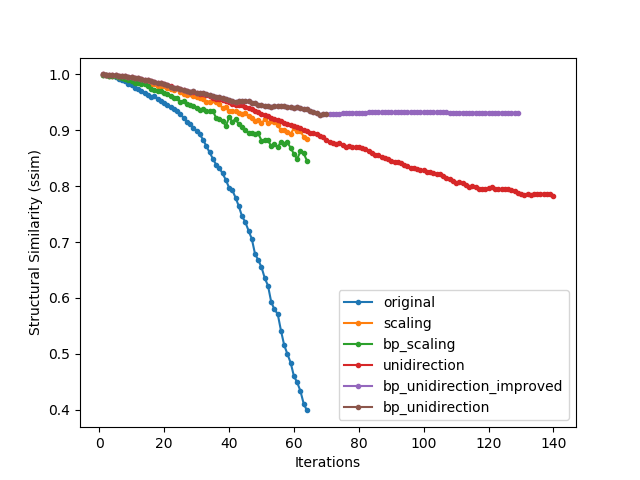 1.0
0.9
0.8
0.7
0.6
0.5
0.4
Structural Similarity (ssim)
0 20 40 60 80 100 120 140
Iterations
original
scaling
bp_scaling
unidirection
bp_unidirection_improved
bp_unidirection